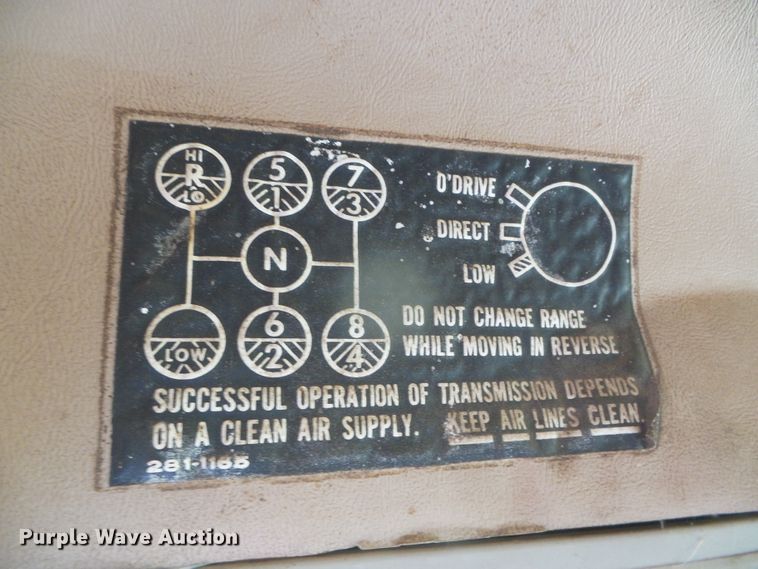 HI
R
LO
5
1
7
3
N
LOW
6
2
8
4
O'DRIVE
DIRECT
LOW
DO NOT CHANGE RANGE
WHILE MOVING IN REVERSE
SUCCESSFUL OPERATION OF TRANSMISSION DEPENDS
ON A CLEAN AIR SUPPLY. KEEP AIR LINES CLEAN
281-1165
Purple Wave Auction